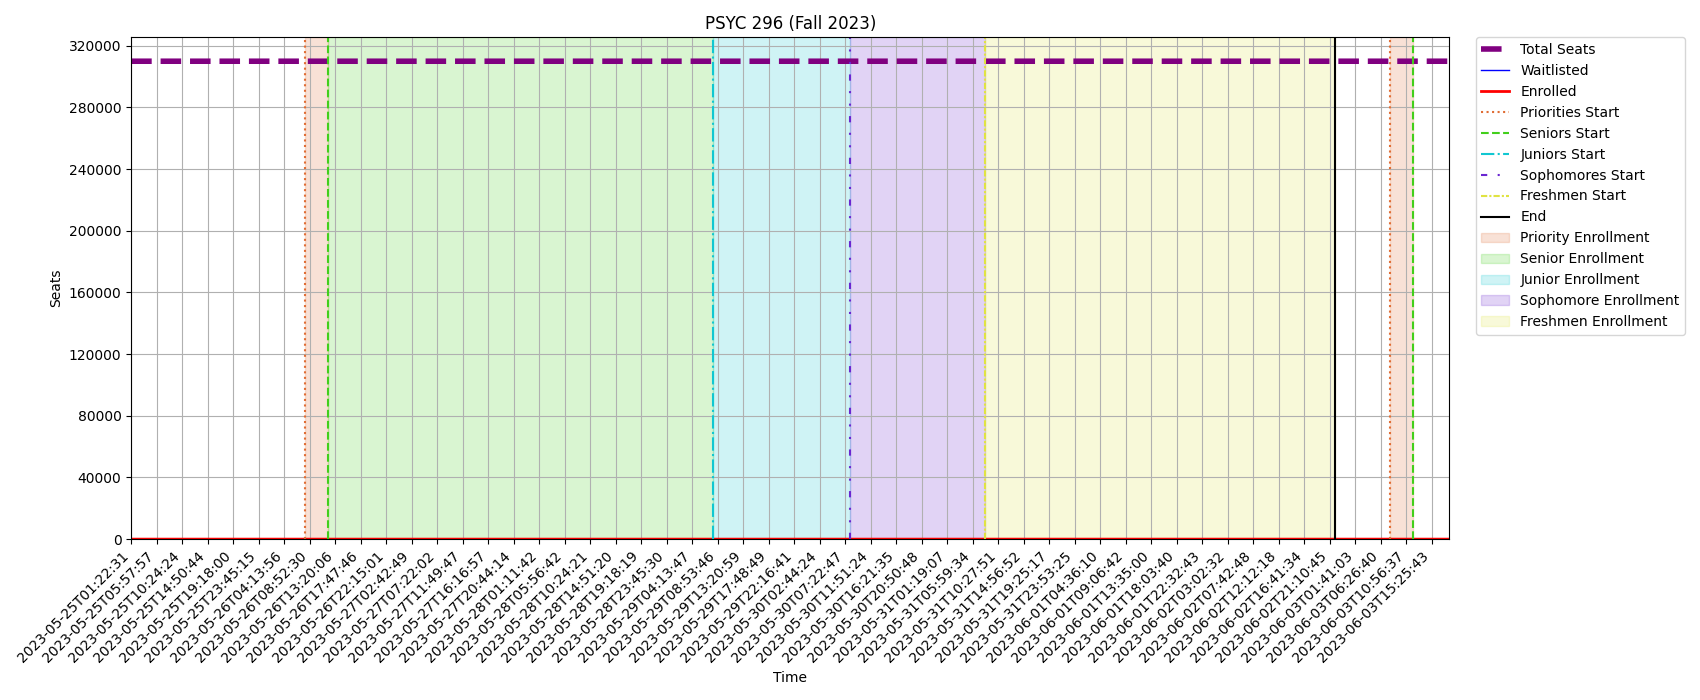 PSYC 296 (Fall 2023)
320000
280000
240000
200000
160000
120000
80000
40000
0
Seats
2023-05-25T01:22:31
2023-05-25T05:57:57
2023-05-25T10:24:24
2023-05-25T14:50:44
2023-05-25T19:18:00
2023-05-25T23:45:15
2023-05-26T04:13:56
2023-05-26T08:52:30
2023-05-26T13:20:06
2023-05-26T17:47:46
2023-05-26T22:15:01
2023-05-27T02:42:49
2023-05-27T07:22:02
2023-05-27T11:49:47
2023-05-27T16:16:57
2023-05-27T20:44:14
2023-05-28T01:11:42
2023-05-28T05:56:42
2023-05-28T10:24:21
2023-05-28T14:51:20
2023-05-28T19:18:19
2023-05-28T23:45:30
2023-05-29T04:13:47
2023-05-29T08:53:46
2023-05-29T13:20:59
2023-05-29T17:48:49
2023-05-29T22:16:41
2023-05-30T02:44:24
2023-05-30T07:22:47
2023-05-30T11:51:24
2023-05-30T16:21:35
2023-05-30T20:50:48
2023-05-31T01:19:07
2023-05-31T05:59:34
2023-05-31T10:27:51
2023-05-31T14:56:52
2023-05-31T19:25:17
2023-05-31T23:53:25
2023-06-01T04:36:10
2023-06-01T09:06:42
2023-06-01T13:35:00
2023-06-01T18:03:40
2023-06-01T22:32:43
2023-06-02T03:02:32
2023-06-02T07:42:48
2023-06-02T12:12:18
2023-06-02T16:41:34
2023-06-02T21:10:45
2023-06-03T01:41:03
2023-06-03T06:26:40
2023-06-03T10:56:37
2023-06-03T15:25:43
Time
Total Seats
Waitlisted
Enrolled
Priorities Start
Seniors Start
Juniors Start
Sophomores Start
Freshmen Start
End
Priority Enrollment
Senior Enrollment
Junior Enrollment
Sophomore Enrollment
Freshmen Enrollment